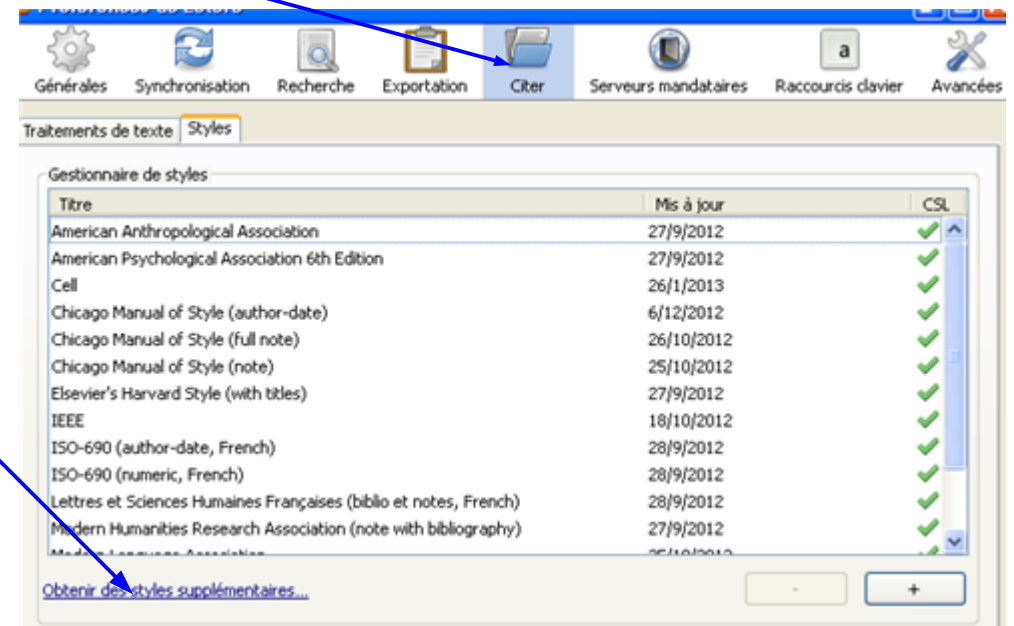 Préférences de Zotero
Générales Synchronisation Recherche Exportation Citer Serveurs mandataires Raccourcis clavier Avancées
Traitements de texte Styles
Gestionnaire de styles
Titre Mis à jour CSL
American Anthropological Association 27/9/2012
American Psychological Association 6th Edition 27/9/2012
Cell 26/1/2013
Chicago Manual of Style (author-date) 6/12/2012
Chicago Manual of Style (full note) 26/10/2012
Chicago Manual of Style (note) 25/10/2012
Elsevier's Harvard Style (with titles) 27/9/2012
IEEE 18/10/2012
ISO-690 (author-date, French) 28/9/2012
ISO-690 (numeric, French) 28/9/2012
Lettres et Sciences Humaines Françaises (biblio et notes, French) 28/9/2012
Modern Humanities Research Association (note with bibliography) 27/9/2012
Modern Language Association
Obtenir des styles supplémentaires... - +